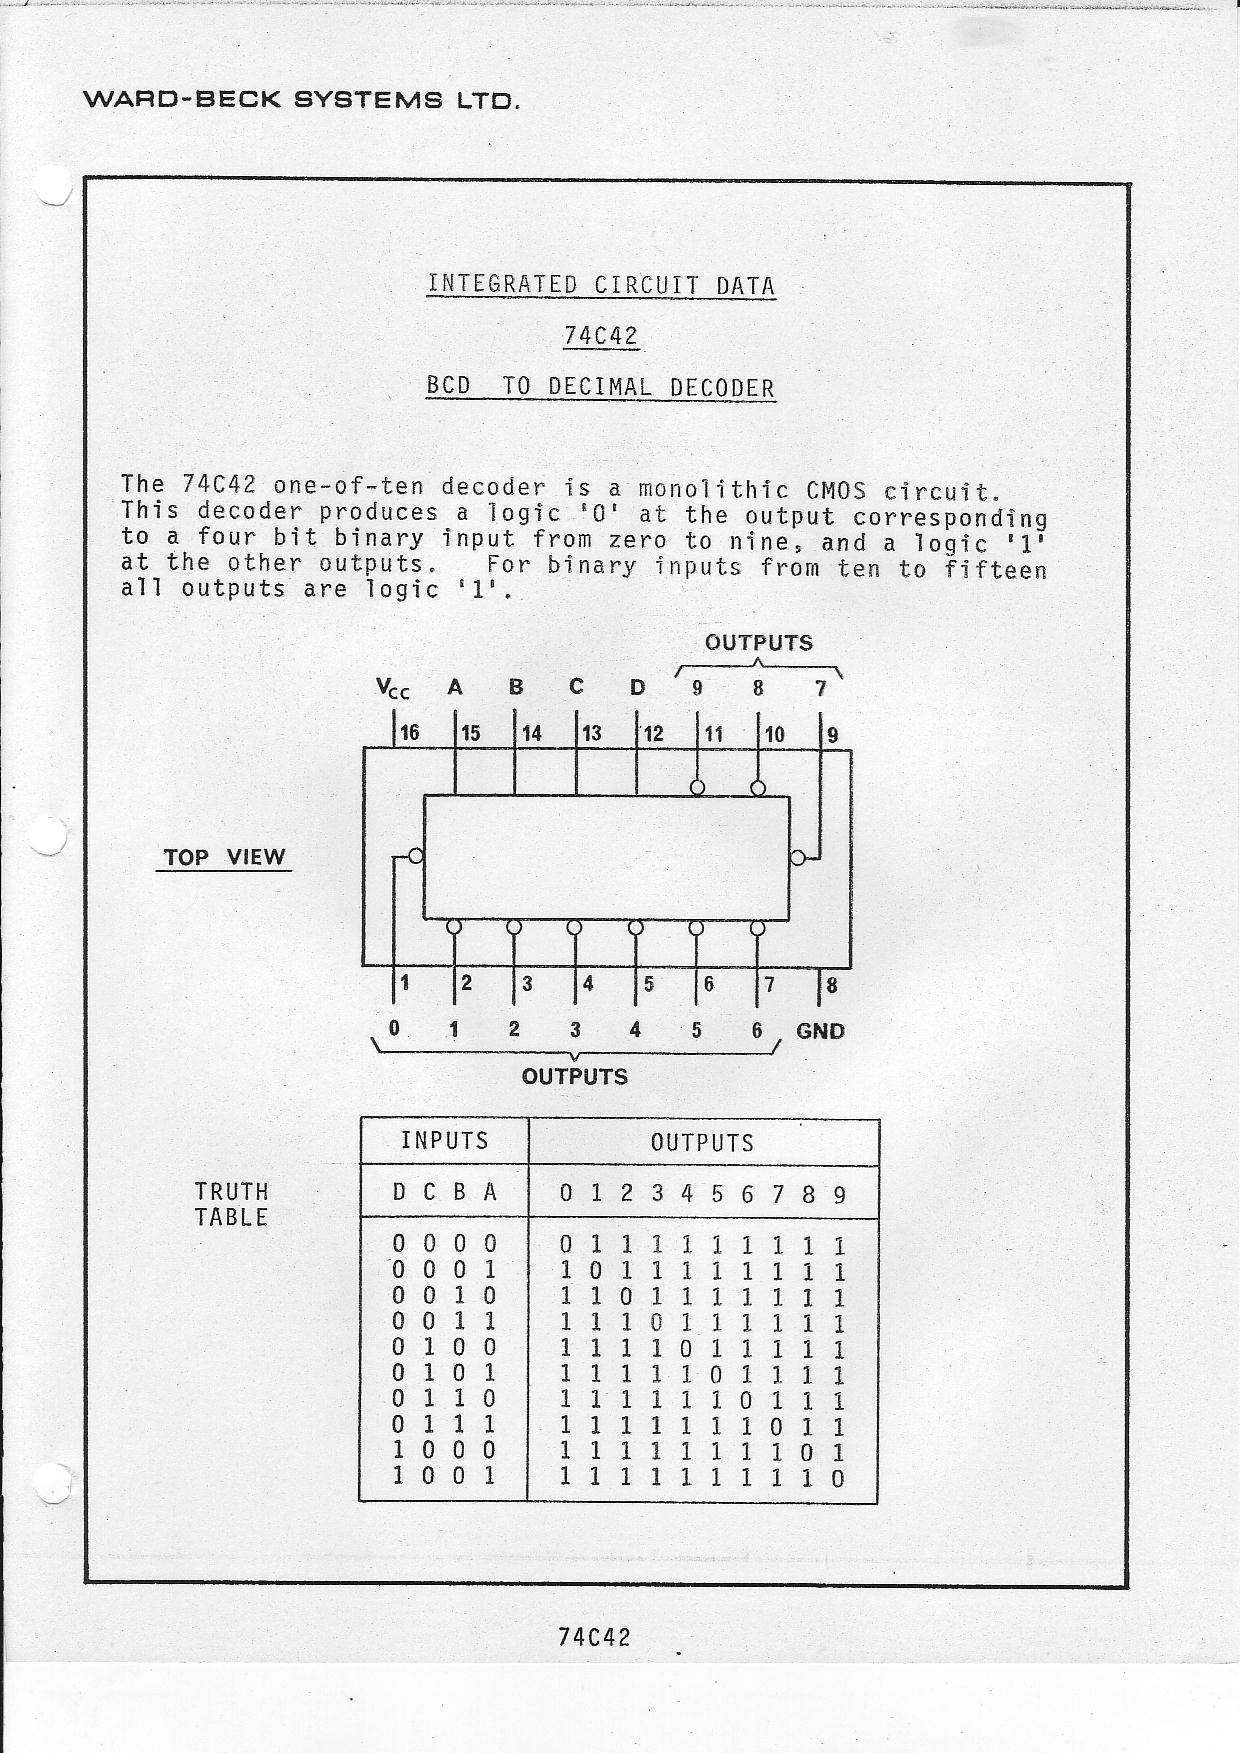 WARD-BECK SYSTEMS LTD.
INTEGRATED CIRCUIT DATA
74C42
BCD TO DECIMAL DECODER
The 74C42 one-of-ten decoder is a monolithic CMOS circuit.
This decoder produces a logic '0' at the output corresponding
to a four bit binary input from zero to nine, and a logic '1'
at the other outputs. For binary inputs from ten to fifteen
all outputs are logic '1'.
OUTPUTS
VCC A B C D 9 8 7
16 15 14 13 12 11 10 9
TOP VIEW
1 2 3 4 5 6 7 8
0 1 2 3 4 5 6 GND
OUTPUTS
INPUTS OUTPUTS
TRUTH
TABLE
D C B A 0 1 2 3 4 5 6 7 8 9
0 0 0 0 0 1 1 1 1 1 1 1 1 1
0 0 0 1 1 0 1 1 1 1 1 1 1 1
0 0 1 0 1 1 0 1 1 1 1 1 1 1
0 0 1 1 1 1 1 0 1 1 1 1 1 1
0 1 0 0 1 1 1 1 0 1 1 1 1 1
0 1 0 1 1 1 1 1 1 0 1 1 1 1
0 1 1 0 1 1 1 1 1 1 0 1 1 1
0 1 1 1 1 1 1 1 1 1 1 0 1 1
1 0 0 0 1 1 1 1 1 1 1 1 0 1
1 0 0 1 1 1 1 1 1 1 1 1 1 0
74C42